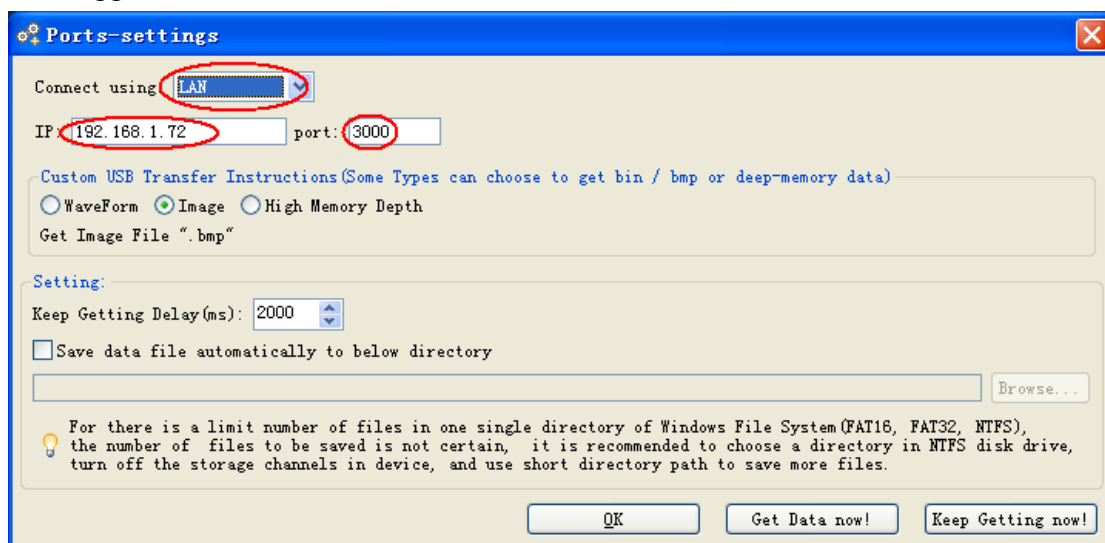 Ports-settings
Connect using LAN
IP: 192.168.1.72 port: 3000
Custom USB Transfer Instructions(Some Types can choose to get bin / bmp or deep-memory data)
WaveForm Image High Memory Depth
Get Image File ".bmp"
Setting:
Keep Getting Delay(ms): 2000
Save data file automatically to below directory
Browse...
For there is a limit number of files in one single directory of Windows File System(FAT16, FAT32, NTFS),
the number of files to be saved is not certain, it is recommended to choose a directory in NTFS disk drive,
turn off the storage channels in device, and use short directory path to save more files.
OK Get Data now! Keep Getting now!